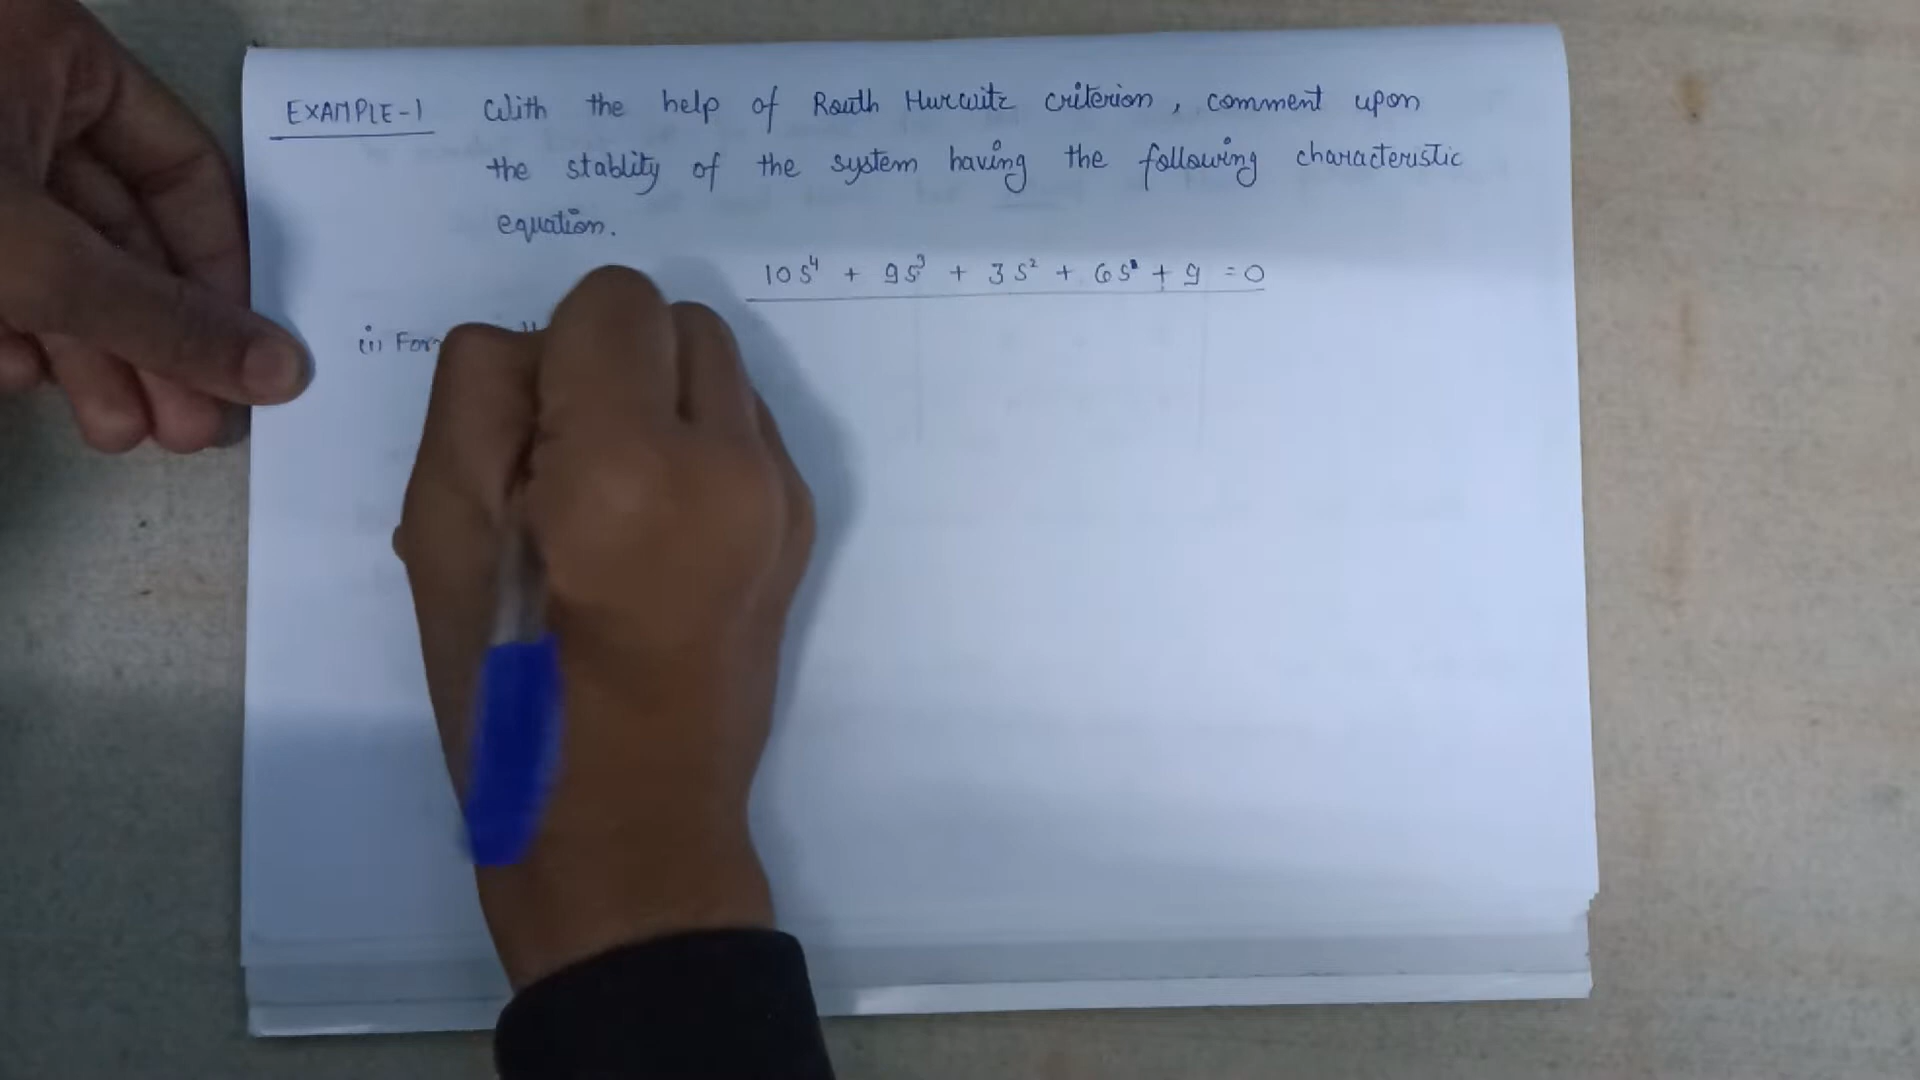 EXAMPLE-1 With the help of Routh Hurwitz criterion, comment upon
the stablity of the system having the following characteristic
equation.
10s⁴ + 9s³ + 3s² + 6s + 9 = 0
(i)